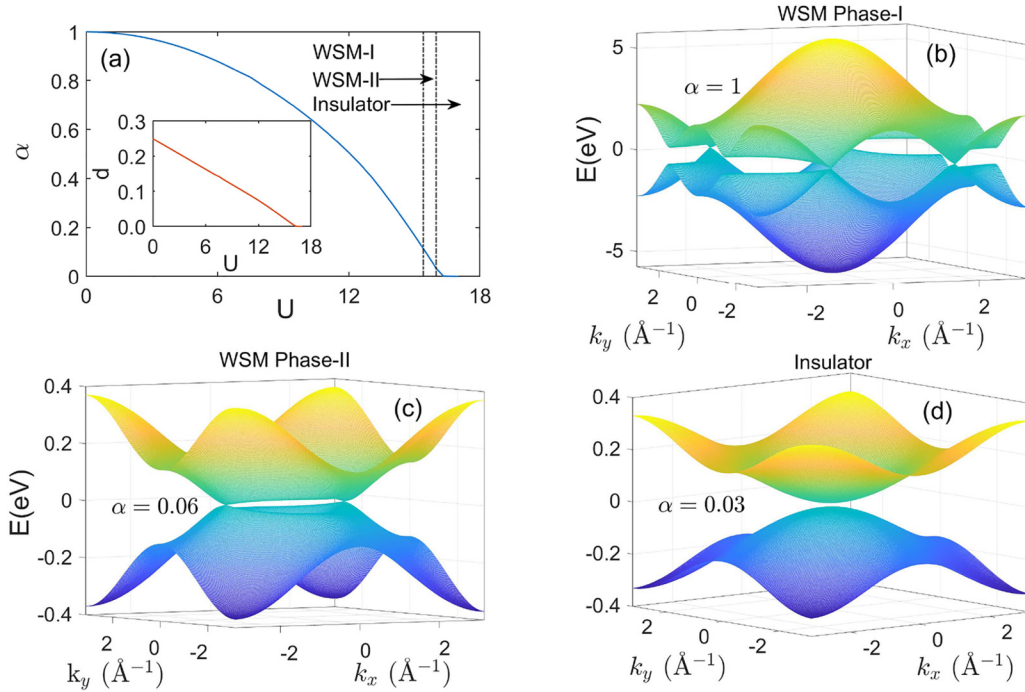 (a)
WSM-I
WSM-II
Insulator
α
1
0.8
0.6
0.4
0.2
0
0 6 12 18
U
d
0.3
0.2
0.1
0.0
0 6 12 18
U
WSM Phase-I
(b)
α = 1
E(eV)
5
0
-5
2 0 -2
-2 0 2
k_y (Å⁻¹)
k_x (Å⁻¹)
WSM Phase-II
(c)
α = 0.06
E(eV)
0.4
0.2
0
-0.2
-0.4
2 0 -2
-2 0 2
k_y (Å⁻¹)
k_x (Å⁻¹)
Insulator
(d)
α = 0.03
E(eV)
0.4
0.2
0
-0.2
-0.4
2 0 -2
-2 0 2
k_y (Å⁻¹)
k_x (Å⁻¹)